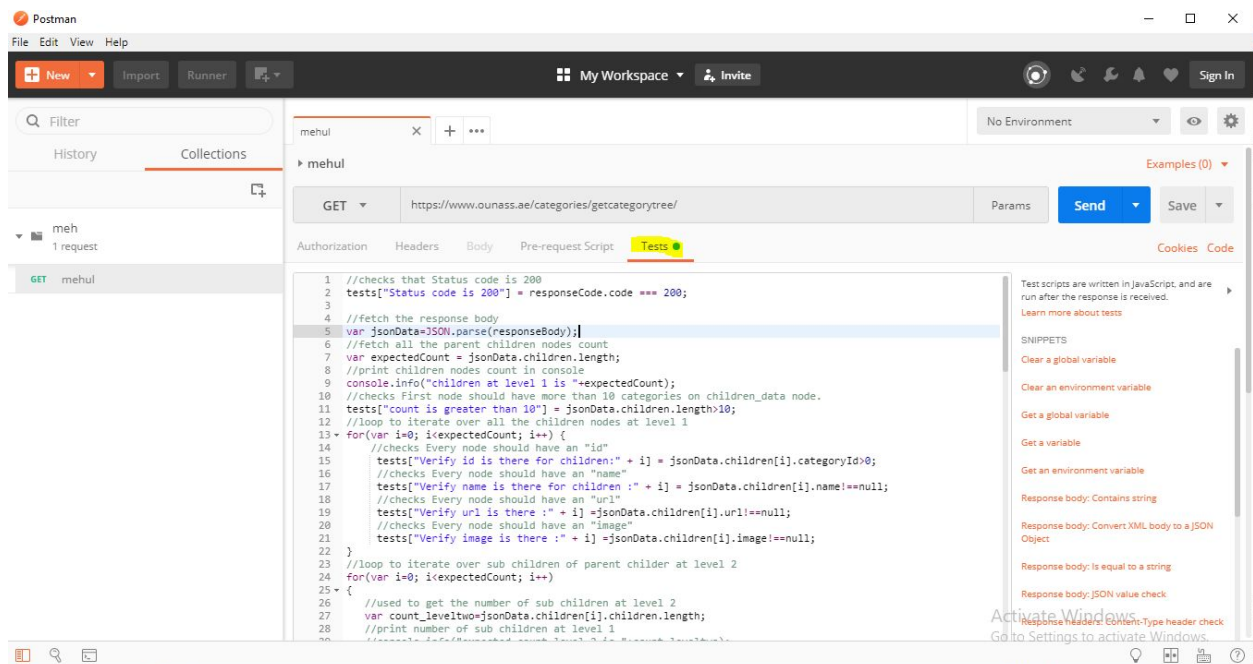 Postman
File Edit View Help
New Import Runner My Workspace Invite Sign In
Filter
History Collections
meh
1 request
GET mehul
mehul
No Environment
mehul
Examples (0)
GET https://www.ounass.ae/categories/getcategorytree/ Params Send Save
Authorization Headers Body Pre-request Script Tests Cookies Code
1 //checks that Status code is 200
2 tests["Status code is 200"] = responseCode.code === 200;
3
4 //fetch the response body
5 var jsonData=JSON.parse(responseBody);
6 //fetch all the parent children nodes count
7 var expectedCount = jsonData.children.length;
8 //print children nodes count in console
9 console.info("children at level 1 is "+expectedCount);
10 //checks First node should have more than 10 categories on children_data node.
11 tests["count is greater than 10"] = jsonData.children.length>10;
12 //loop to iterate over all the children nodes at level 1
13 for(var i=0; i<expectedCount; i++) {
14 //checks Every node should have an "id"
15 tests["Verify id is there for children:" + i] = jsonData.children[i].categoryId>0;
16 //checks Every node should have an "name"
17 tests["Verify name is there for children :" + i] = jsonData.children[i].name!==null;
18 //checks Every node should have an "url"
19 tests["Verify url is there :" + i] =jsonData.children[i].url!==null;
20 //checks Every node should have an "image"
21 tests["Verify image is there :" + i] =jsonData.children[i].image!==null;
22 }
23 //loop to iterate over sub children of parent childer at level 2
24 for(var i=0; i<expectedCount; i++)
25 {
26 //used to get the number of sub children at level 2
27 var count_leveltwo=jsonData.children[i].children.length;
28 //print number of sub children at level 1
Test scripts are written in JavaScript, and are
run after the response is received.
Learn more about tests
SNIPPETS
Clear a global variable
Clear an environment variable
Get a global variable
Get a variable
Get an environment variable
Response body: Contains string
Response body: Convert XML body to a JSON
Object
Response body: Is equal to a string
Response body: JSON value check
Response headers: Content-Type header check
Activate Windows
Go to Settings to activate Windows.